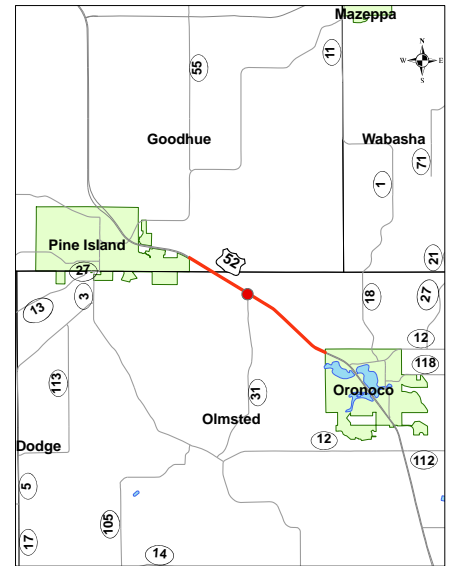 Mazeppa
N
W E
S
11
55
Goodhue
Wabasha
71
1
Pine Island
52
21
27
13
3
18
27
12
118
113
31
Oronoco
Olmsted
12
Dodge
112
5
105
17
14